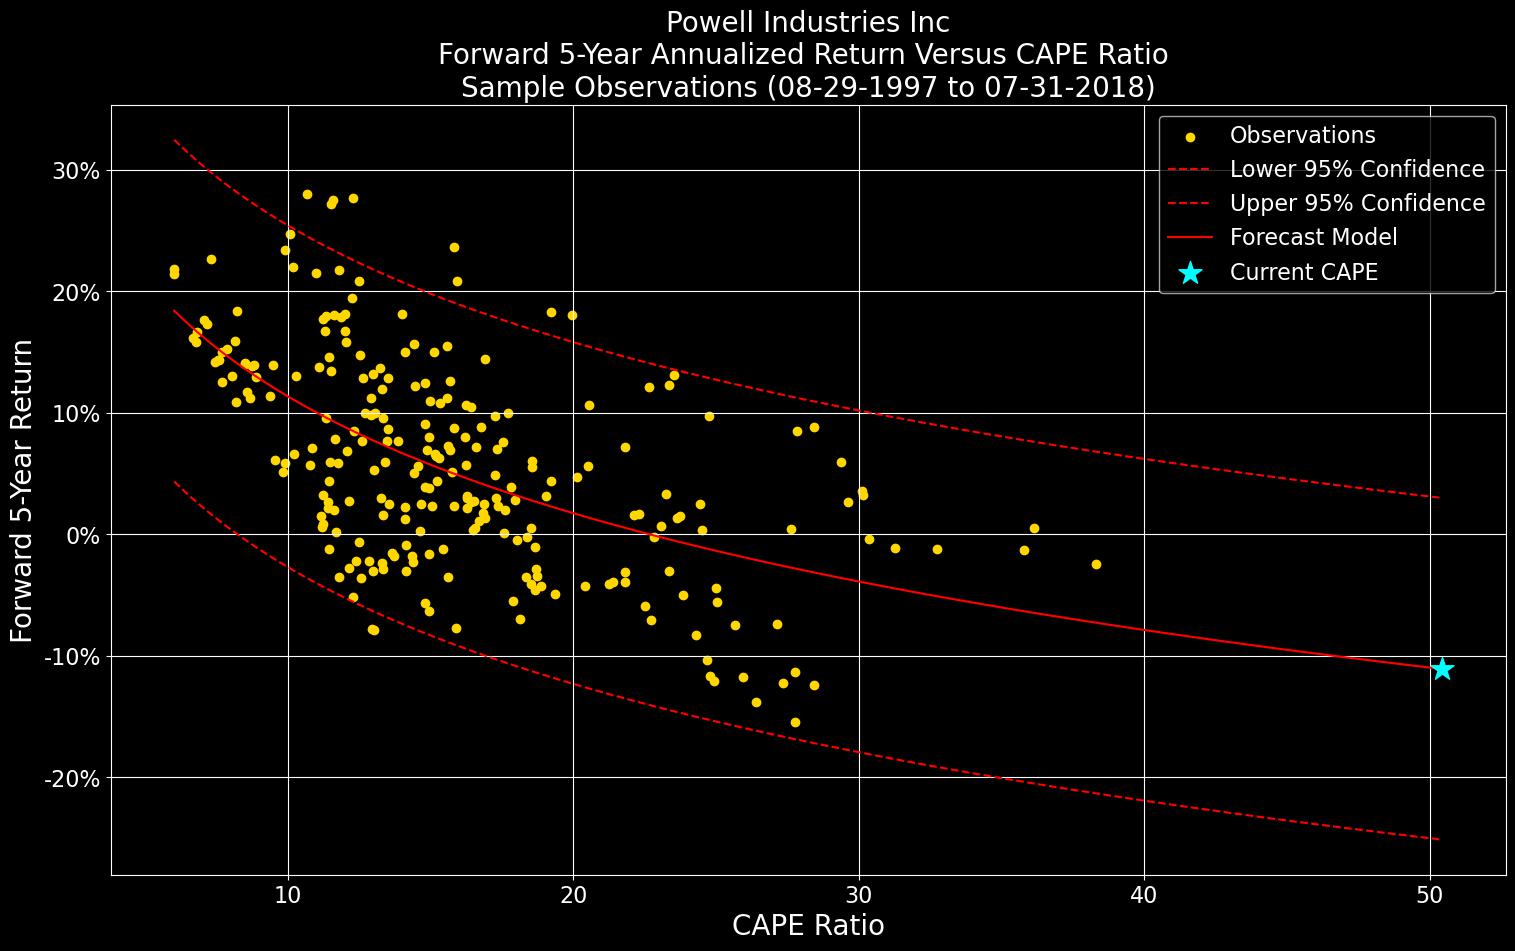 Powell Industries Inc
Forward 5-Year Annualized Return Versus CAPE Ratio
Sample Observations (08-29-1997 to 07-31-2018)
Observations
Lower 95% Confidence
Upper 95% Confidence
Forecast Model
Current CAPE
Forward 5-Year Return
30%
20%
10%
0%
-10%
-20%
10
20
30
40
50
CAPE Ratio